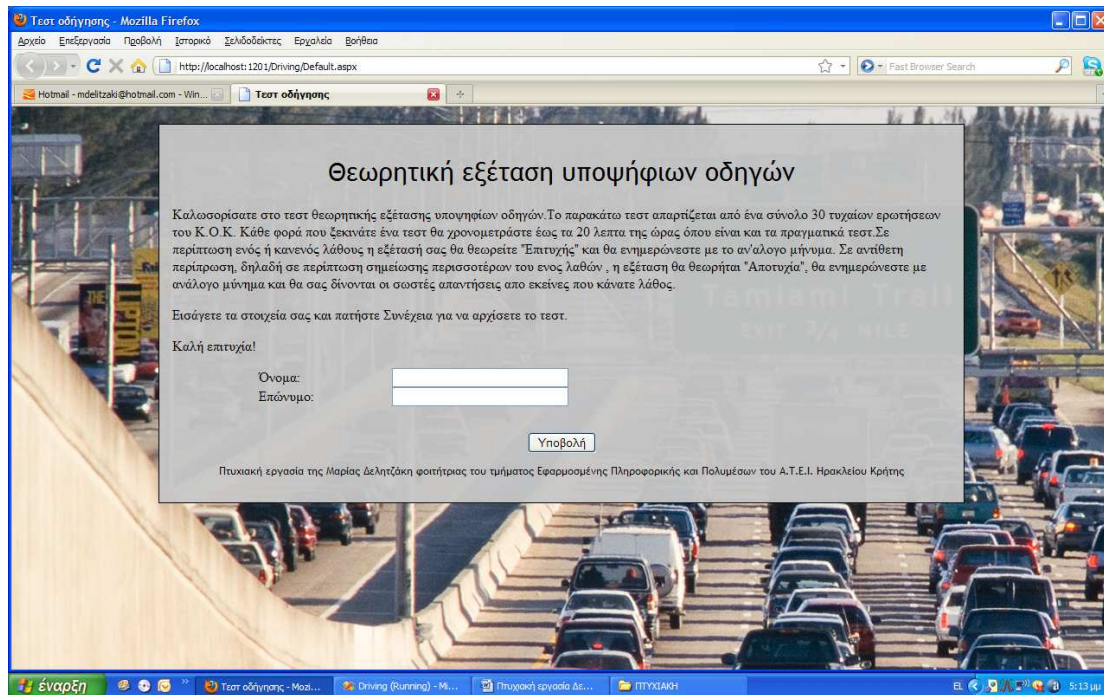 Τεστ οδήγησης - Mozilla Firefox
Αρχείο Επεξεργασία Προβολή Ιστορικό Σελιδοδείκτες Εργαλεία Βοήθεια
http://localhost:1201/Driving/Default.aspx
Fast Browser Search
Hotmail - mdelitzaki@hotmail.com - Win...
Τεστ οδήγησης
Θεωρητική εξέταση υποψήφιων οδηγών
Καλωσορίσατε στο τεστ θεωρητικής εξέτασης υποψηφίων οδηγών.Το παρακάτω τεστ απαρτίζεται από ένα σύνολο 30 τυχαίων ερωτήσεων
του Κ.Ο.Κ. Κάθε φορά που ξεκινάτε ένα τεστ θα χρονομετράστε έως τα 20 λεπτα της ώρας όπου είναι και τα πραγματικά τεστ.Σε
περίπτωση ενός ή κανενός λάθους η εξέτασή σας θα θεωρείτε "Επιτυχής" και θα ενημερώνεστε με το αν'αλογο μήνυμα. Σε αντίθετη
περίπρωση, δηλαδή σε περίπτωση σημείωσης περισσοτέρων του ενος λαθών , η εξέταση θα θεωρήται "Αποτυχία", θα ενημερώνεστε με
ανάλογο μύνημα και θα σας δίνονται οι σωστές απαντήσεις απο εκείνες που κάνατε λάθος.
Εισάγετε τα στοιχεία σας και πατήστε Συνέχεια για να αρχίσετε το τεστ.
Καλή επιτυχία!
Όνομα:
Επώνυμο:
Υποβολή
Πτυχιακή εργασία της Μαρίας Δελητζάκη φοιτήτριας του τμήματος Εφαρμοσμένης Πληροφορικής και Πολυμέσων του Α.Τ.Ε.Ι. Ηρακλείου Κρήτης
Tamiami Trail
EXIT 3/4 MILE
έναρξη
Τεστ οδήγησης - Mozi...
Driving (Running) - Mi...
Πτυχιακή εργασία Δε...
ΠΤΥΧΙΑΚΗ
EL
5:13 μμ